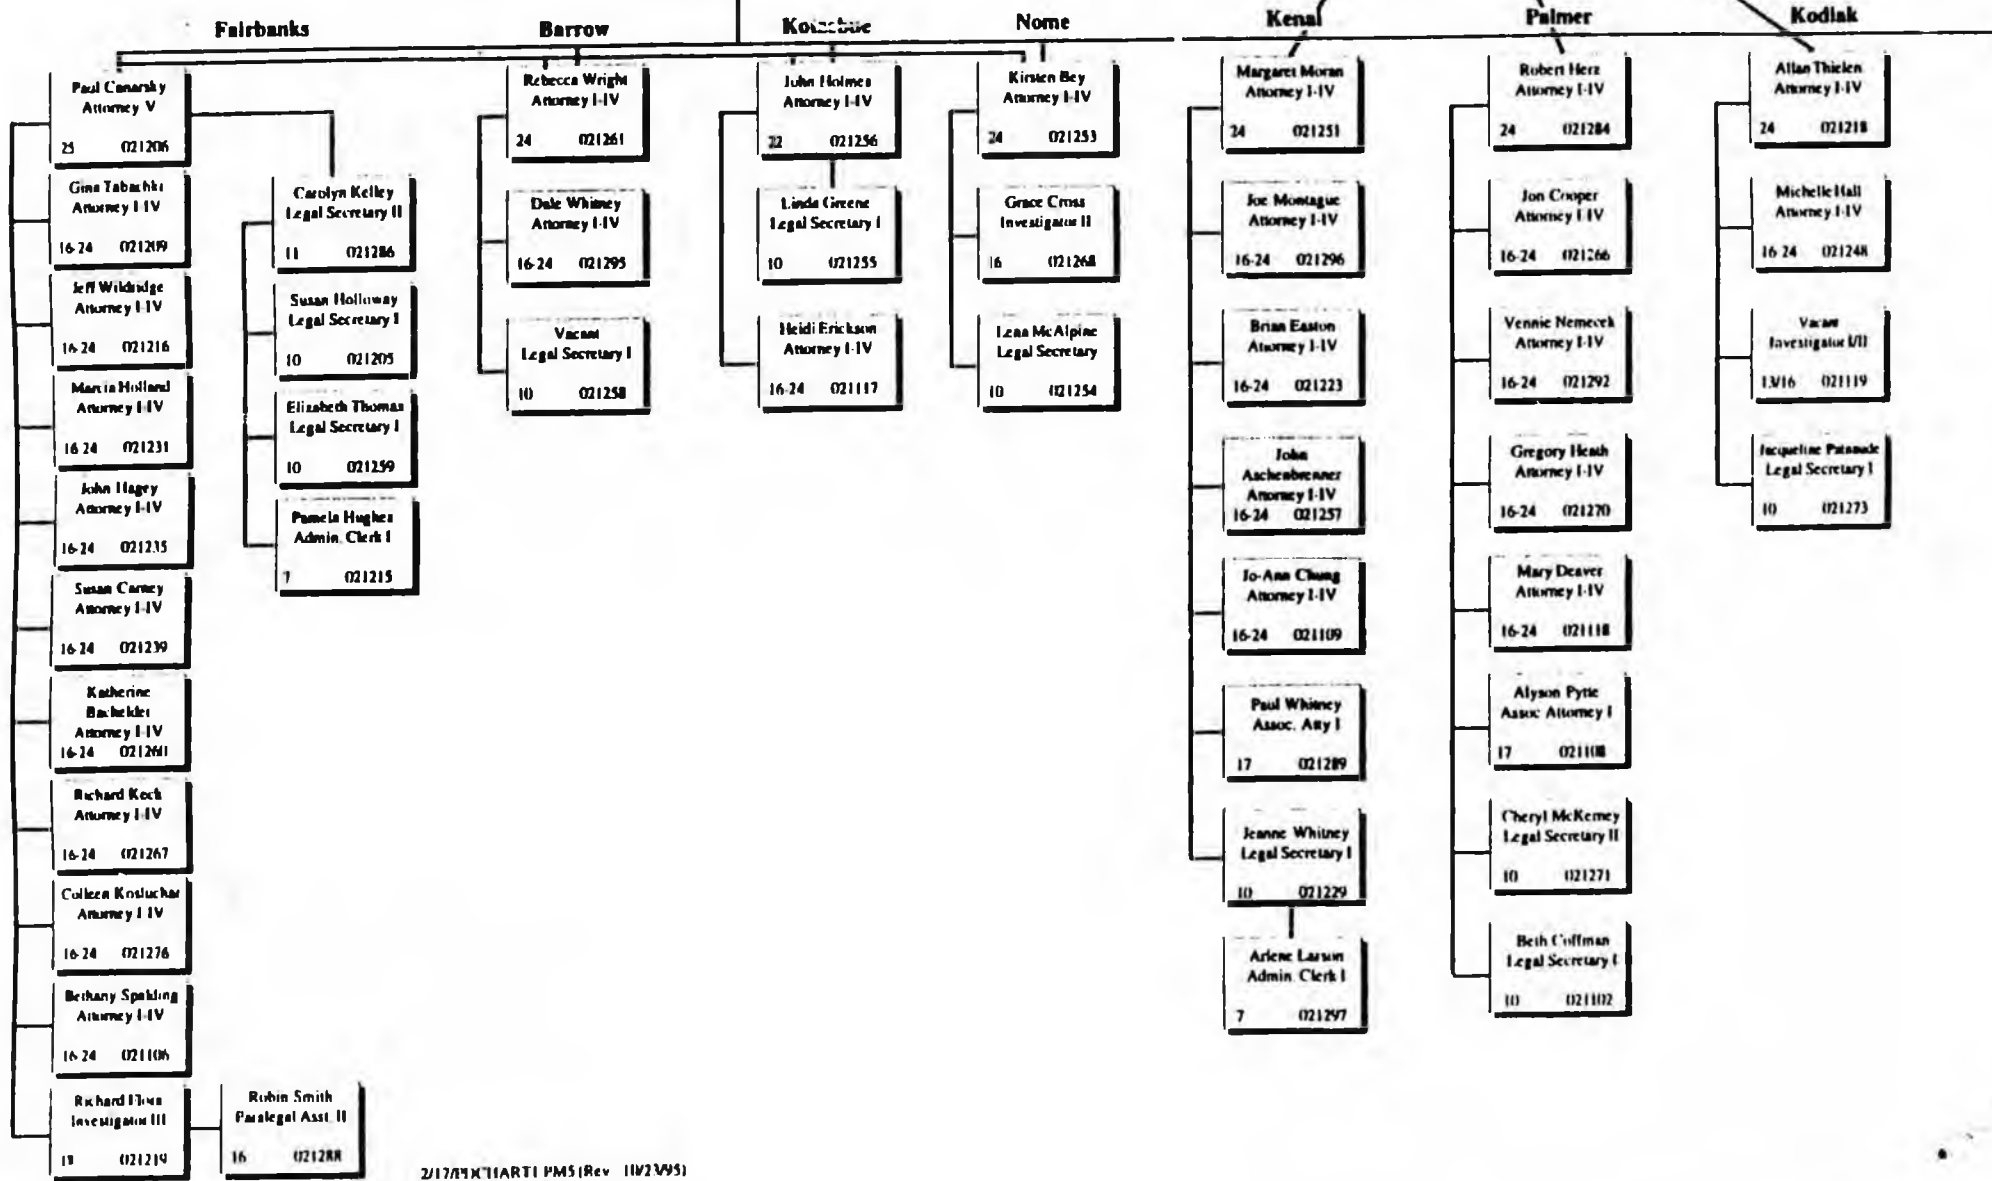 Fairbanks
Paul Canarsky
Attorney V
25 021206
Gina Tabachki
Attorney I-IV
16-24 021209
Jeff Wildridge
Attorney I-IV
16-24 021216
Marcia Holland
Attorney I-IV
16-24 021231
John Hagey
Attorney I-IV
16-24 021235
Susan Carney
Attorney I-IV
16-24 021239
Katherine
Bachelder
Attorney I-IV
16-24 021260
Richard Keck
Attorney I-IV
16-24 021267
Colleen Kosluchar
Attorney I-IV
16-24 021276
Bethany Spalding
Attorney I-IV
16-24 021106
Richard
Investigator III
18 021219
Robin Smith
Paralegal Asst. II
16 021288
Carolyn Kelley
Legal Secretary II
11 021286
Susan Holloway
Legal Secretary I
10 021205
Elizabeth Thomas
Legal Secretary I
10 021259
Pamela Hughes
Admin. Clerk I
7 021215
Barrow
Rebecca Wright
Attorney I-IV
24 021261
Dale Whitney
Attorney I-IV
16-24 021295
Vacant
Legal Secretary I
10 021258
Kotzebue
John Holmes
Attorney I-IV
22 021256
Linda Greene
Legal Secretary I
10 021255
Heidi Erickson
Attorney I-IV
16-24 021117
Nome
Kirsten Bey
Attorney I-IV
24 021253
Grace Cross
Investigator II
16 021268
Lena McAlpine
Legal Secretary
10 021254
Kenai
Margaret Moran
Attorney I-IV
24 021251
Joe Montague
Attorney I-IV
16-24 021296
Brian Easton
Attorney I-IV
16-24 021223
John
Aschenbrenner
Attorney I-IV
16-24 021257
Jo-Ann Chung
Attorney I-IV
16-24 021109
Paul Whitney
Assoc. Atty I
17 021289
Jeanne Whitney
Legal Secretary I
10 021229
Arlene Larson
Admin. Clerk I
7 021297
Palmer
Robert Herz
Attorney I-IV
24 021284
Jon Cooper
Attorney I-IV
16-24 021266
Vennie Nemecek
Attorney I-IV
16-24 021292
Gregory Heath
Attorney I-IV
16-24 021270
Mary Deaver
Attorney I-IV
16-24 021118
Alyson Pytte
Assoc Attorney I
17 021108
Cheryl McKerney
Legal Secretary II
10 021271
Beth Coffman
Legal Secretary I
10 021102
Kodiak
Allan Thielen
Attorney I-IV
24 021218
Michelle Hall
Attorney I-IV
16-24 021248
Vacant
Investigator I/II
13/16 021119
Jacqueline
Legal Secretary I
10 021273
(Rev 10/23/95)